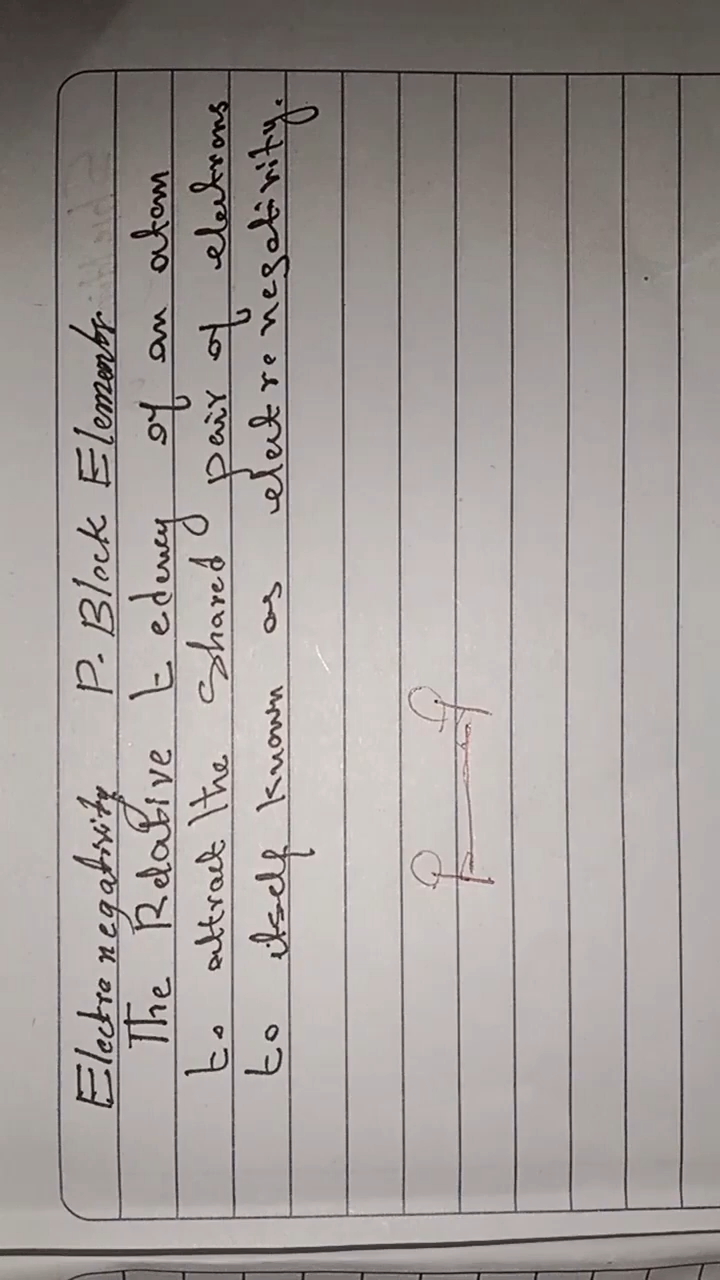 Electronegativity P. Block Elements
The Relative tedency of an atom
to attract the shared pair of electrons
to itself known as electronegativity.